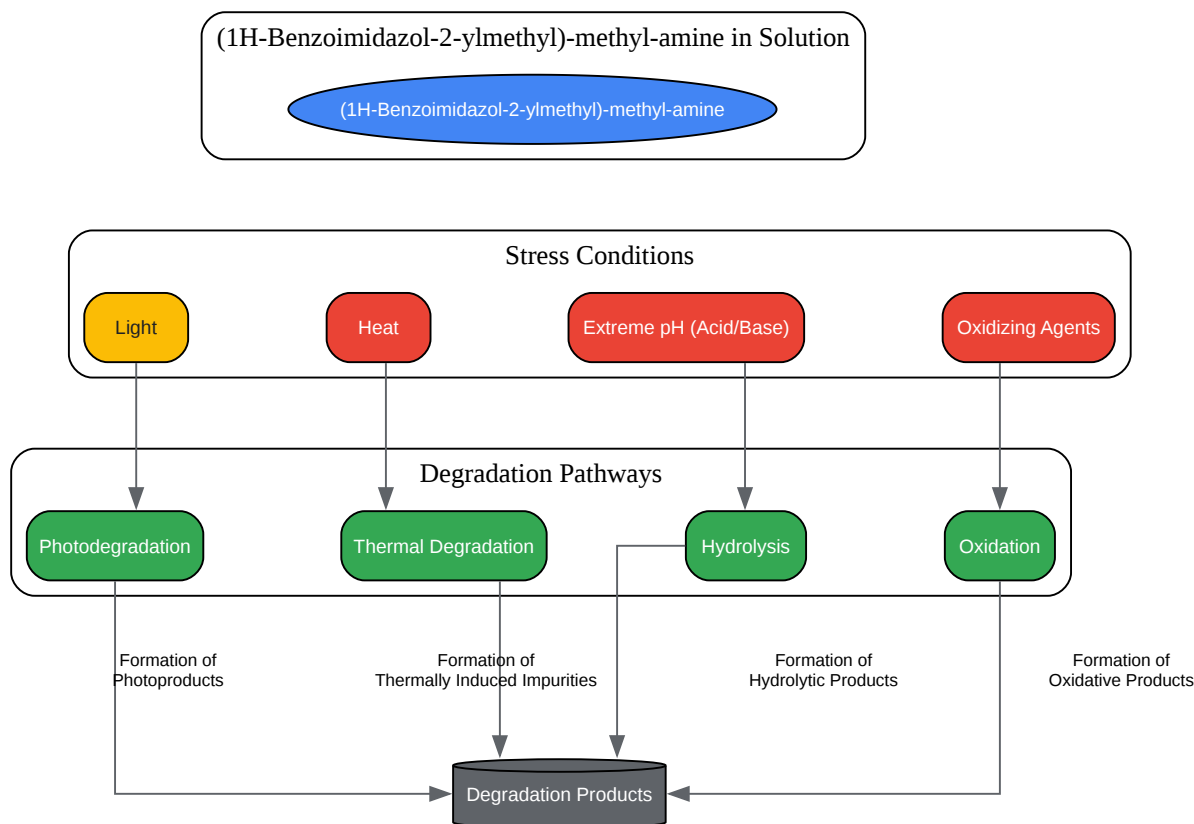 (1H-Benzoimidazol-2-ylmethyl)-methyl-amine in Solution
(1H-Benzoimidazol-2-ylmethyl)-methyl-amine
Stress Conditions
Light
Heat
Extreme pH (Acid/Base)
Oxidizing Agents
Degradation Pathways
Photodegradation
Thermal Degradation
Hydrolysis
Oxidation
Formation of
Photoproducts
Formation of
Thermally Induced Impurities
Formation of
Hydrolytic Products
Formation of
Oxidative Products
Degradation Products